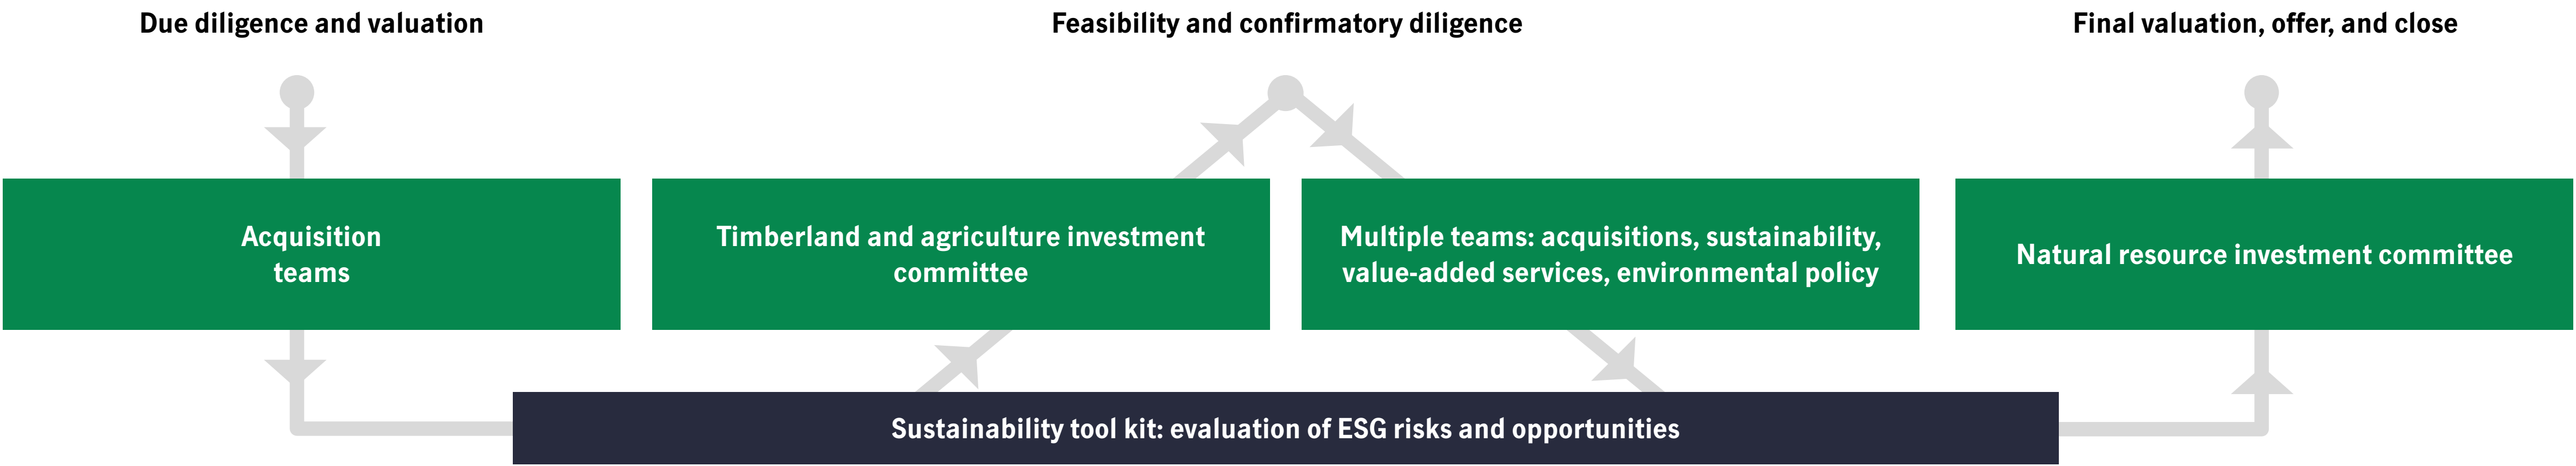 Due diligence and valuation
Feasibility and confirmatory diligence
Final valuation, offer, and close
Acquisition
teams
Timberland and agriculture investment
committee
Multiple teams: acquisitions, sustainability,
value-added services, environmental policy
Natural resource investment committee
Sustainability tool kit: evaluation of ESG risks and opportunities